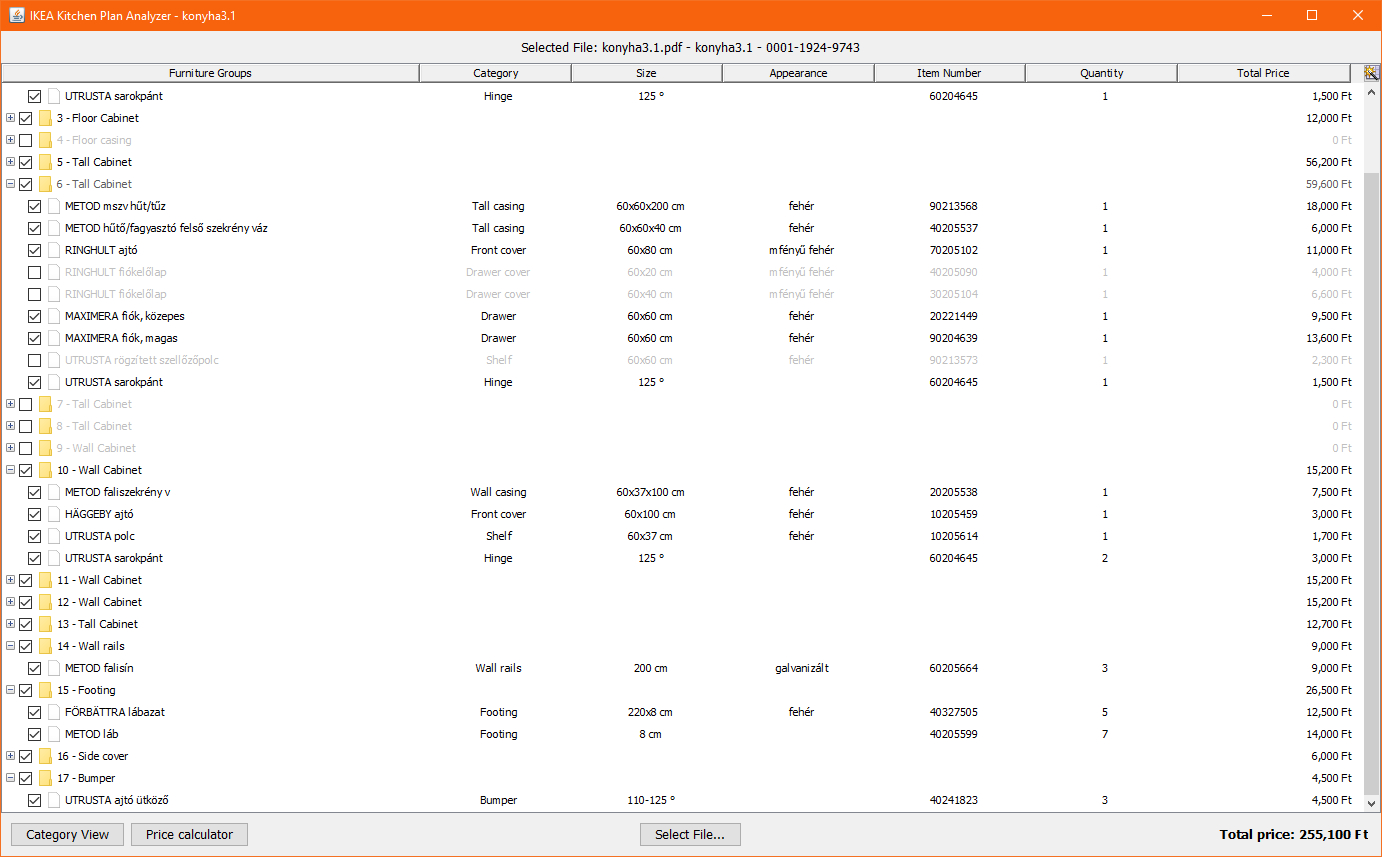 IKEA Kitchen Plan Analyzer - konyha3.1
Selected File: konyha3.1.pdf - konyha3.1 - 0001-1924-9743
Furniture Groups Category Size Appearance Item Number Quantity Total Price
UTRUSTA sarokpánt Hinge 125 º 60204645 1 1,500 Ft
3 - Floor Cabinet 12,000 Ft
4 - Floor casing 0 Ft
5 - Tall Cabinet 56,200 Ft
6 - Tall Cabinet 59,600 Ft
METOD mszv hűt/tűz Tall casing 60x60x200 cm fehér 90213568 1 18,000 Ft
METOD hűtő/fagyasztó felső szekrény váz Tall casing 60x60x40 cm fehér 40205537 1 6,000 Ft
RINGHULT ajtó Front cover 60x80 cm mfényű fehér 70205102 1 11,000 Ft
RINGHULT fiókelőlap Drawer cover 60x20 cm mfényű fehér 40205090 1 4,000 Ft
RINGHULT fiókelőlap Drawer cover 60x40 cm mfényű fehér 30205104 1 6,600 Ft
MAXIMERA fiók, közepes Drawer 60x60 cm fehér 20221449 1 9,500 Ft
MAXIMERA fiók, magas Drawer 60x60 cm fehér 90204639 1 13,600 Ft
UTRUSTA rögzített szellőzőpolc Shelf 60x60 cm fehér 90213573 1 2,300 Ft
UTRUSTA sarokpánt Hinge 125 º 60204645 1 1,500 Ft
7 - Tall Cabinet 0 Ft
8 - Tall Cabinet 0 Ft
9 - Wall Cabinet 0 Ft
10 - Wall Cabinet 15,200 Ft
METOD faliszekrény v Wall casing 60x37x100 cm fehér 20205538 1 7,500 Ft
HÄGGEBY ajtó Front cover 60x100 cm fehér 10205459 1 3,000 Ft
UTRUSTA polc Shelf 60x37 cm fehér 10205614 1 1,700 Ft
UTRUSTA sarokpánt Hinge 125 º 60204645 2 3,000 Ft
11 - Wall Cabinet 15,200 Ft
12 - Wall Cabinet 15,200 Ft
13 - Tall Cabinet 12,700 Ft
14 - Wall rails 9,000 Ft
METOD falisín Wall rails 200 cm galvanizált 60205664 3 9,000 Ft
15 - Footing 26,500 Ft
FÖRBÄTTRA lábazat Footing 220x8 cm fehér 40327505 5 12,500 Ft
METOD láb Footing 8 cm 40205599 7 14,000 Ft
16 - Side cover 6,000 Ft
17 - Bumper 4,500 Ft
UTRUSTA ajtó ütköző Bumper 110-125 º 40241823 3 4,500 Ft
Category View Price calculator Select File... Total price: 255,100 Ft